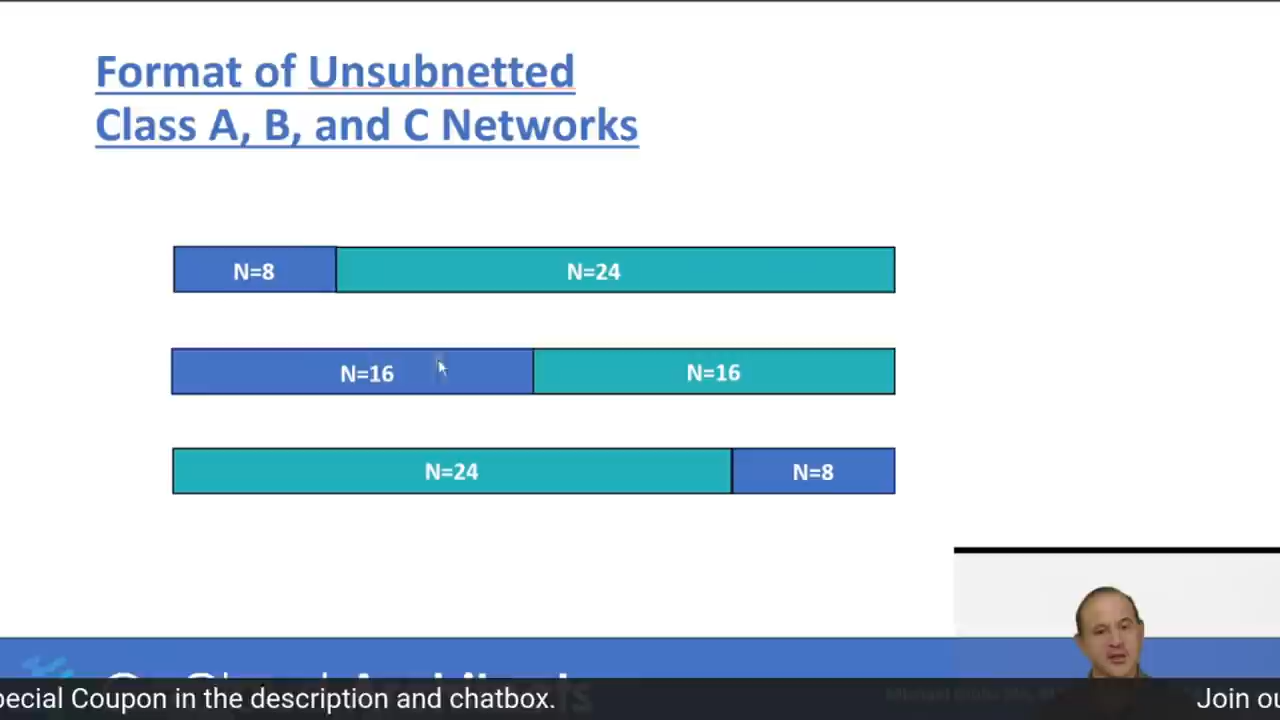 Format of Unsubnetted
Class A, B, and C Networks
N=8 N=24
N=16 N=16
N=24 N=8
pecial Coupon in the description and chatbox. Join ou